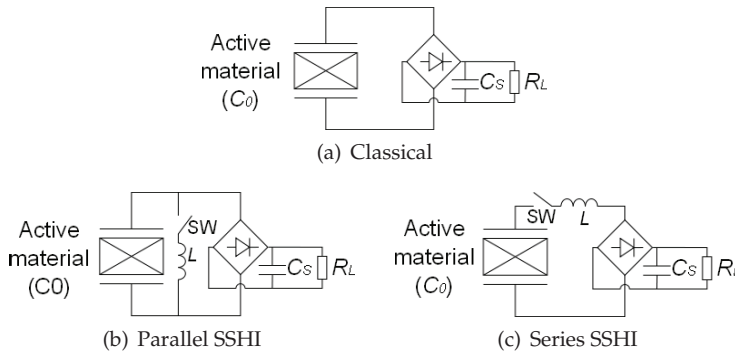 Active
material
(C0)
CS
RL
(a) Classical
Active
material
(C0)
SW
L
CS
RL
(b) Parallel SSHI
Active
material
(C0)
SW
L
CS
(c) Series SSHI